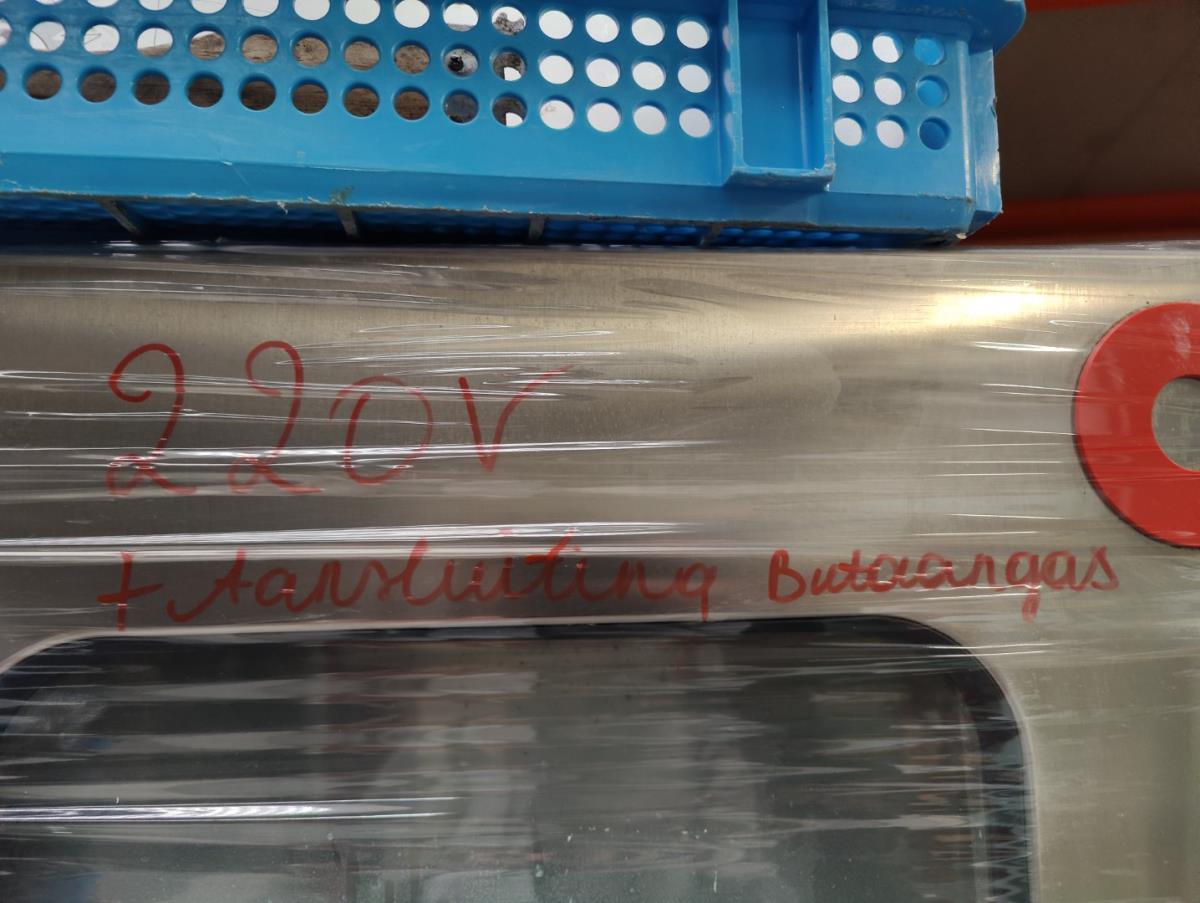 220V
+ Aansluiting Butaangas